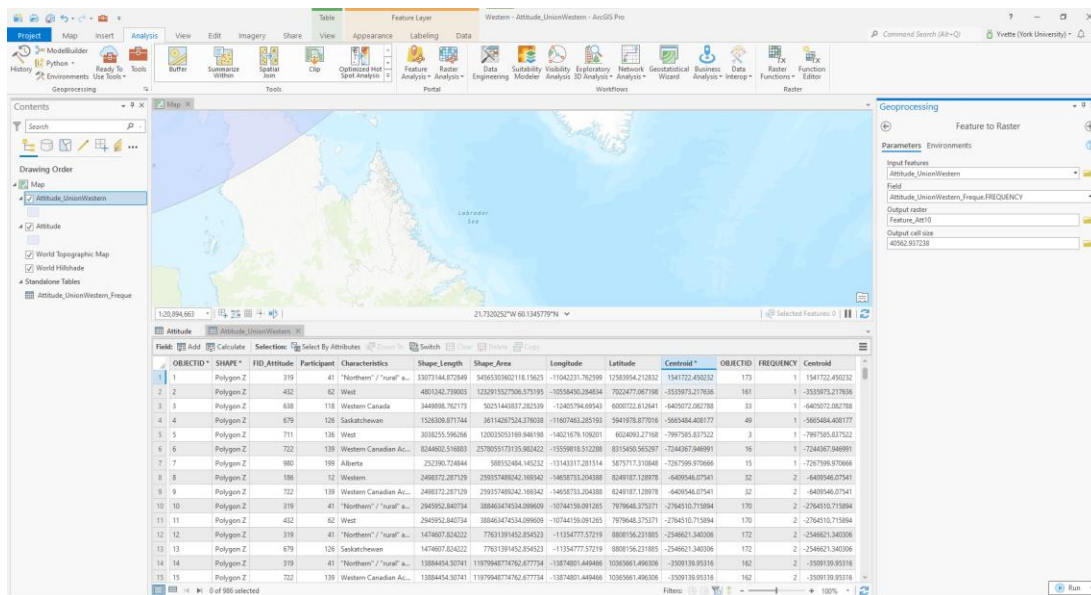 Table Feature Layer Western - Attitude_UnionWestern - ArcGIS Pro ?
Project Map Insert Analysis View Edit Imagery Share View Appearance Labeling Data Command Search (Alt+Q) Yvette (York University)
History ModelBuilder Python Environments Ready To Use Tools Tools
Buffer Summarize Within Spatial Join Clip Optimized Hot Spot Analysis
Feature Analysis Raster Analysis
Data Engineering Suitability Modeler Visibility Analysis Exploratory 3D Analysis Network Analysis Geostatistical Wizard Business Analysis Data Interop
Raster Functions Function Editor
Geoprocessing Tools Portal Workflows Raster
Contents
Search
Drawing Order
Map
Attitude_UnionWestern
Attitude
World Topographic Map
World Hillshade
Standalone Tables
Attitude_UnionWestern_Freque
Map
Labrador
Sea
1:20,894,663 21.7320252°W 60.1345779°N Selected Features: 0
Attitude Attitude_UnionWestern
Field: Add Calculate Selection: Select By Attributes Zoom To Switch Clear Delete Copy
OBJECTID * SHAPE * FID_Attitude Participant Characteristics Shape_Length Shape_Area Longitude Latitude Centroid * OBJECTID FREQUENCY Centroid
1 1 Polygon Z 319 41 "Northern" / "rural" a... 33073144.872849 54565303602118.15625 -11042231.762599 12583954.212832 1541722.450232 173 1 1541722.450232
2 2 Polygon Z 432 62 West 4801242.739003 1232915527506.575195 -10558450.284834 7022477.067198 -3535973.217636 161 1 -3535973.217636
3 3 Polygon Z 638 118 Western Canada 3449898.762173 50251443837.282539 -12405794.69543 6000722.612641 -6405072.082788 33 1 -6405072.082788
4 4 Polygon Z 679 126 Saskatchewan 1526309.871744 36114267524.376038 -11607463.285193 5941978.877016 -5665484.408177 49 1 -5665484.408177
5 5 Polygon Z 711 136 West 3038255.596266 120035053169.946198 -14021679.109201 6024093.27168 -7997585.837522 3 1 -7997585.837522
6 6 Polygon Z 722 139 Western Canadian Ac... 8244602.516883 2578055173135.982422 -15559818.512288 8315450.565297 -7244367.946991 16 1 -7244367.946991
7 7 Polygon Z 980 199 Alberta 252390.724844 588552484.145232 -13143317.281514 5875717.310848 -7267599.970666 15 1 -7267599.970666
8 8 Polygon Z 186 12 Western 2498372.287129 259357489242.169342 -14658733.204388 8249187.128978 -6409546.07541 32 2 -6409546.07541
9 9 Polygon Z 722 139 Western Canadian Ac... 2498372.287129 259357489242.169342 -14658733.204388 8249187.128978 -6409546.07541 32 2 -6409546.07541
10 10 Polygon Z 319 41 "Northern" / "rural" a... 2945952.840734 388463474534.099609 -10744159.091265 7979648.375371 -2764510.715894 170 2 -2764510.715894
11 11 Polygon Z 432 62 West 2945952.840734 388463474534.099609 -10744159.091265 7979648.375371 -2764510.715894 170 2 -2764510.715894
12 12 Polygon Z 319 41 "Northern" / "rural" a... 1474607.824222 77631391452.854523 -11354777.57219 8808156.231885 -2546621.340306 172 2 -2546621.340306
13 13 Polygon Z 679 126 Saskatchewan 1474607.824222 77631391452.854523 -11354777.57219 8808156.231885 -2546621.340306 172 2 -2546621.340306
14 14 Polygon Z 319 41 "Northern" / "rural" a... 13884454.50741 11979948774762.677734 -13874801.449466 10365661.496306 -3509139.95316 162 2 -3509139.95316
15 15 Polygon Z 722 139 Western Canadian Ac... 13884454.50741 11979948774762.677734 -13874801.449466 10365661.496306 -3509139.95316 162 2 -3509139.95316
0 of 986 selected Filters: 100%
Geoprocessing
Feature to Raster
Parameters Environments
Input features
Attitude_UnionWestern
Field
Attitude_UnionWestern_Freque.FREQUENCY
Output raster
Feature_Att10
Output cell size
40562.937238
Run